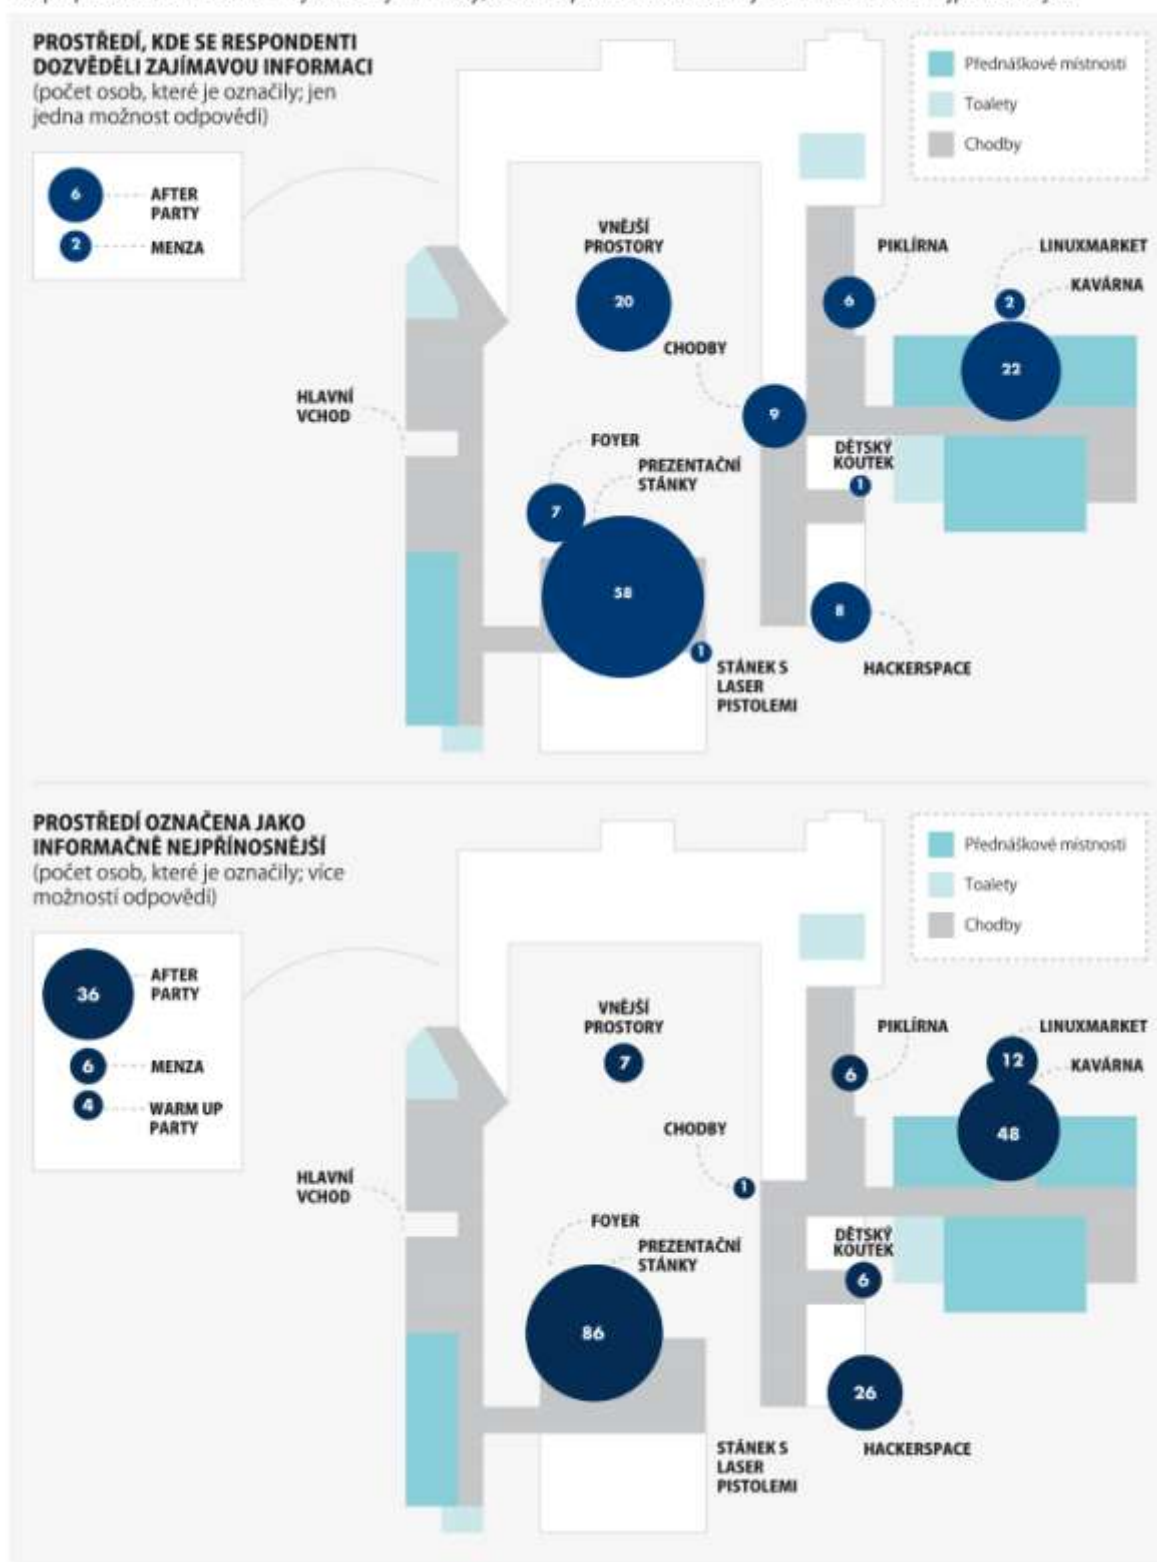 PROSTŘEDÍ, KDE SE RESPONDENTI
DOZVĚDĚLI ZAJÍMAVOU INFORMACI
(počet osob, které je označily; jen
jedna možnost odpovědi)
Přednáškové místnosti
Toalety
Chodby
6
AFTER
PARTY
2
MENZA
VNĚJŠÍ
PROSTORY
20
PIKLÍRNA
6
LINUXMARKET
2
KAVÁRNA
22
CHODBY
9
HLAVNÍ
VCHOD
FOYER
7
PREZENTAČNÍ
STÁNKY
58
DĚTSKÝ
KOUTEK
1
8
HACKERSPACE
1
STÁNEK S
LASER
PISTOLEMI
PROSTŘEDÍ OZNAČENA JAKO
INFORMAČNĚ NEJPŘÍNOSNĚJŠÍ
(počet osob, které je označily; více
možností odpovědi)
Přednáškové místnosti
Toalety
Chodby
36
AFTER
PARTY
6
MENZA
4
WARM UP
PARTY
VNĚJŠÍ
PROSTORY
7
PIKLÍRNA
6
LINUXMARKET
12
KAVÁRNA
48
CHODBY
1
HLAVNÍ
VCHOD
FOYER
PREZENTAČNÍ
STÁNKY
86
DĚTSKÝ
KOUTEK
6
26
HACKERSPACE
STÁNEK S
LASER
PISTOLEMI